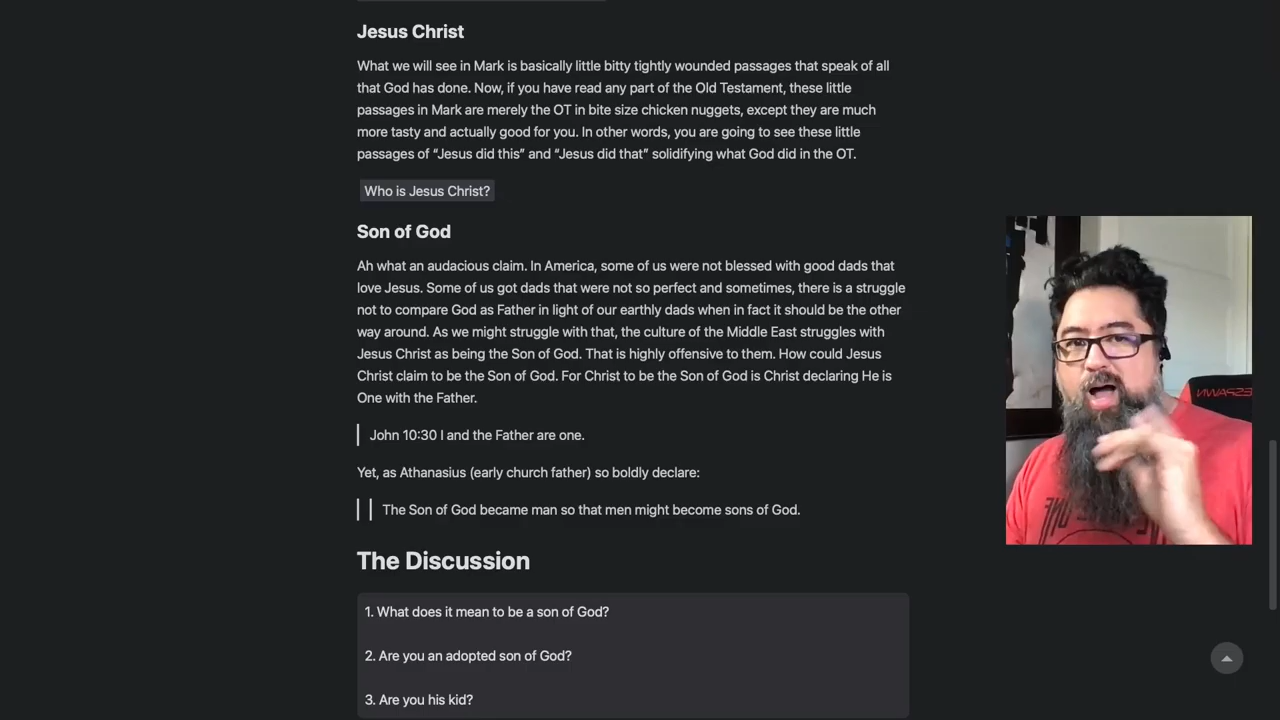 Jesus Christ
What we will see in Mark is basically little bitty tightly wounded passages that speak of all
that God has done. Now, if you have read any part of the Old Testament, these little
passages in Mark are merely the OT in bite size chicken nuggets, except they are much
more tasty and actually good for you. In other words, you are going to see these little
passages of “Jesus did this” and “Jesus did that” solidifying what God did in the OT.
Who is Jesus Christ?
Son of God
Ah what an audacious claim. In America, some of us were not blessed with good dads that
love Jesus. Some of us got dads that were not so perfect and sometimes, there is a struggle
not to compare God as Father in light of our earthly dads when in fact it should be the other
way around. As we might struggle with that, the culture of the Middle East struggles with
Jesus Christ as being the Son of God. That is highly offensive to them. How could Jesus
Christ claim to be the Son of God. For Christ to be the Son of God is Christ declaring He is
One with the Father.
John 10:30 I and the Father are one.
Yet, as Athanasius (early church father) so boldly declare:
The Son of God became man so that men might become sons of God.
The Discussion
1. What does it mean to be a son of God?
2. Are you an adopted son of God?
3. Are you his kid?